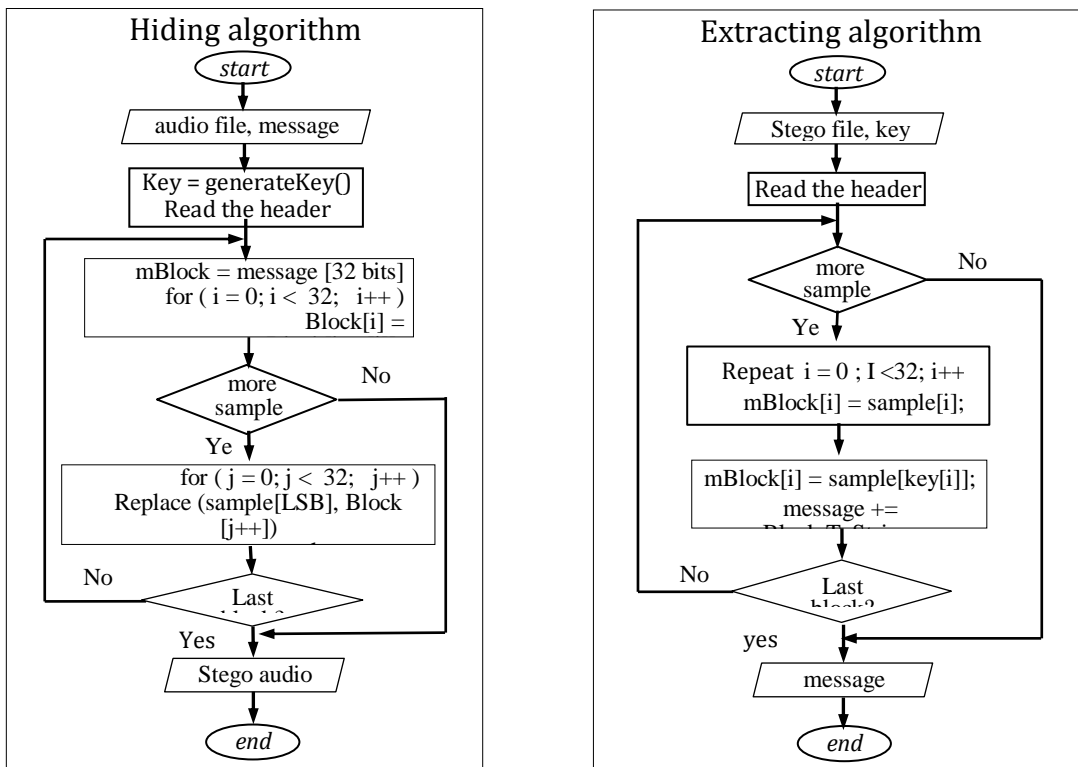 Hiding algorithm
start
audio file, message
Key = generateKey()
Read the header
mBlock = message [32 bits]
for ( i = 0; i < 32; i++ )
Block[i] =
more
sample
No
Ye
for ( j = 0; j < 32; j++ )
Replace (sample[LSB], Block
[j++])
No
Last
Yes
Stego audio
end
Extracting algorithm
start
Stego file, key
Read the header
more
sample
No
Ye
Repeat i = 0 ; I <32; i++
mBlock[i] = sample[i];
mBlock[i] = sample[key[i]];
message +=
No
Last
block?
yes
message
end